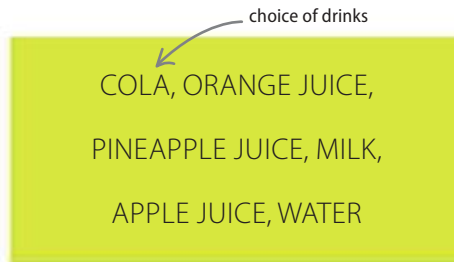 choice of drinks
COLA, ORANGE JUICE,
PINEAPPLE JUICE, MILK,
APPLE JUICE, WATER